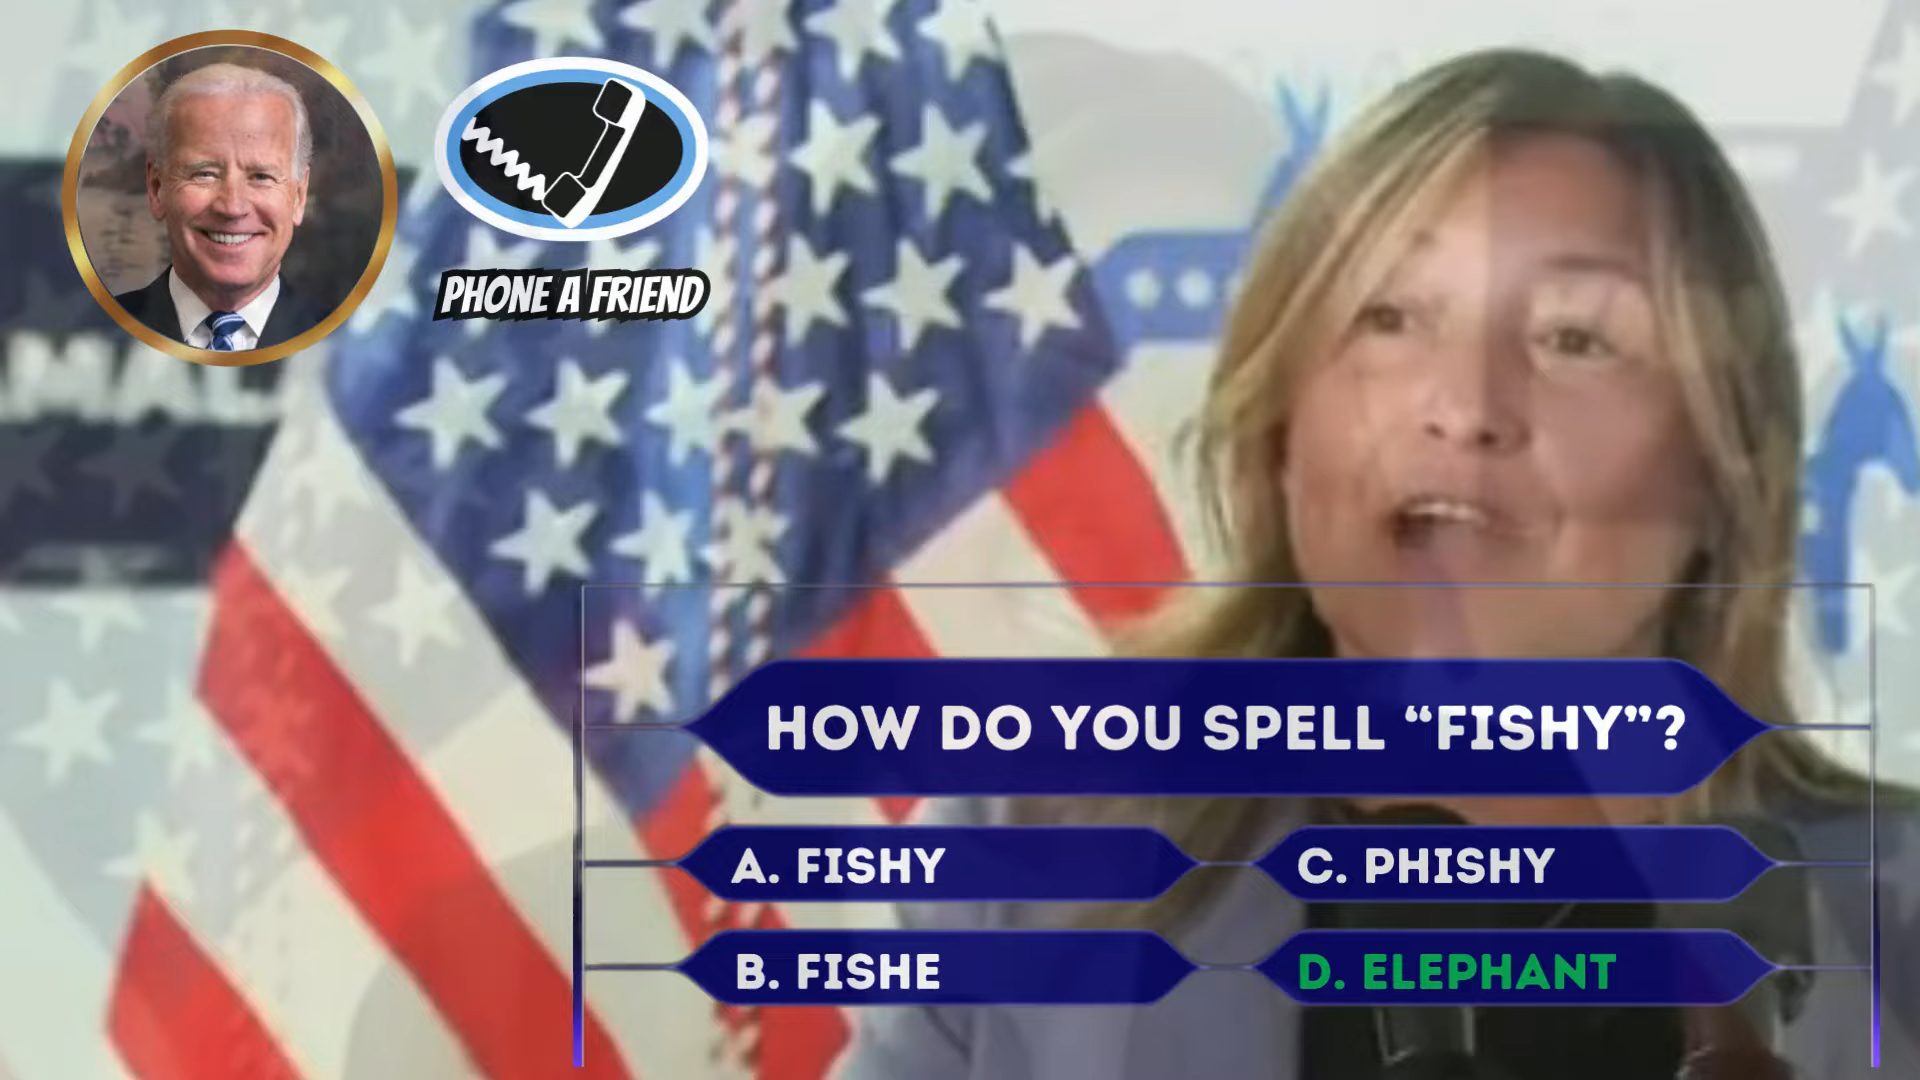 PHONE A FRIEND
HOW DO YOU SPELL “FISHY”?
A. FISHY
C. PHISHY
B. FISHE
D. ELEPHANT